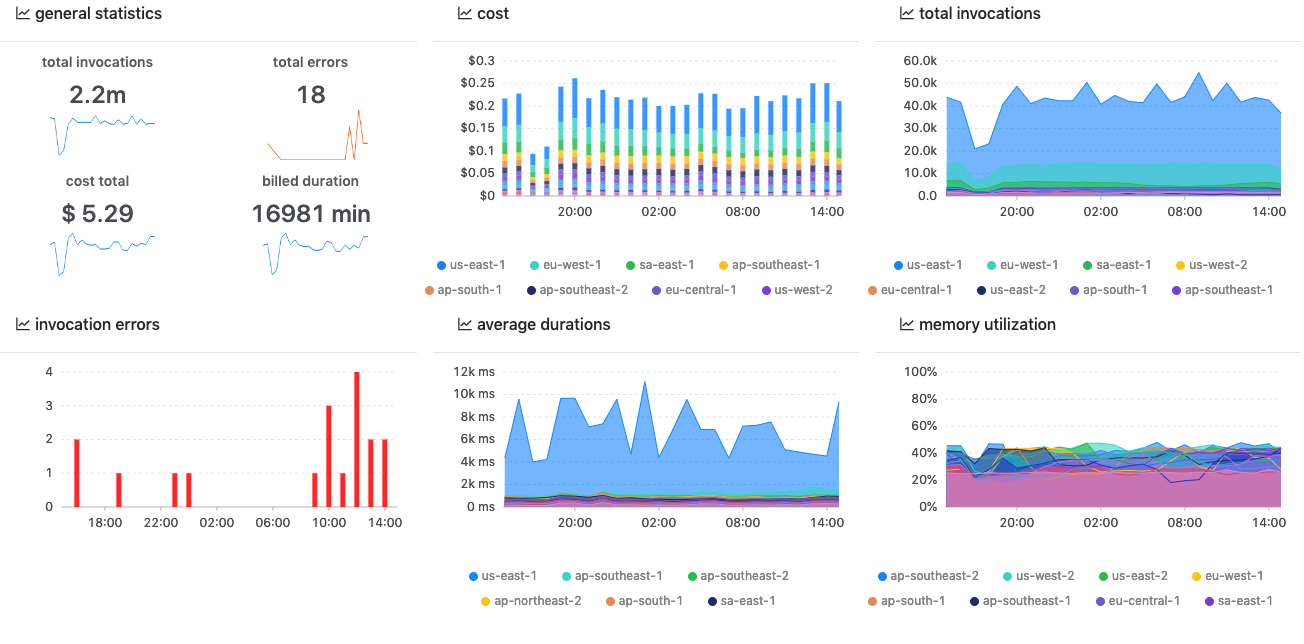 general statistics
total invocations
total errors
2.2m
18
cost total
billed duration
$ 5.29
16981 min
cost
$0.3
$0.25
$0.2
$0.15
$0.1
$0.05
$0
20:00 02:00 08:00 14:00
us-east-1 eu-west-1 sa-east-1 ap-southeast-1
ap-south-1 ap-southeast-2 eu-central-1 us-west-2
total invocations
60.0k
50.0k
40.0k
30.0k
20.0k
10.0k
0.0
20:00 02:00 08:00 14:00
us-east-1 eu-west-1 sa-east-1 us-west-2
eu-central-1 us-east-2 ap-south-1 ap-southeast-1
invocation errors
4
3
2
1
0
18:00 22:00 02:00 06:00 10:00 14:00
average durations
12k ms
10k ms
8k ms
6k ms
4k ms
2k ms
0 ms
20:00 02:00 08:00 14:00
us-east-1 ap-southeast-1 ap-southeast-2
ap-northeast-2 ap-south-1 sa-east-1
memory utilization
100%
80%
60%
40%
20%
0%
20:00 02:00 08:00 14:00
ap-southeast-2 us-west-2 us-east-2 eu-west-1
ap-south-1 ap-southeast-1 eu-central-1 sa-east-1